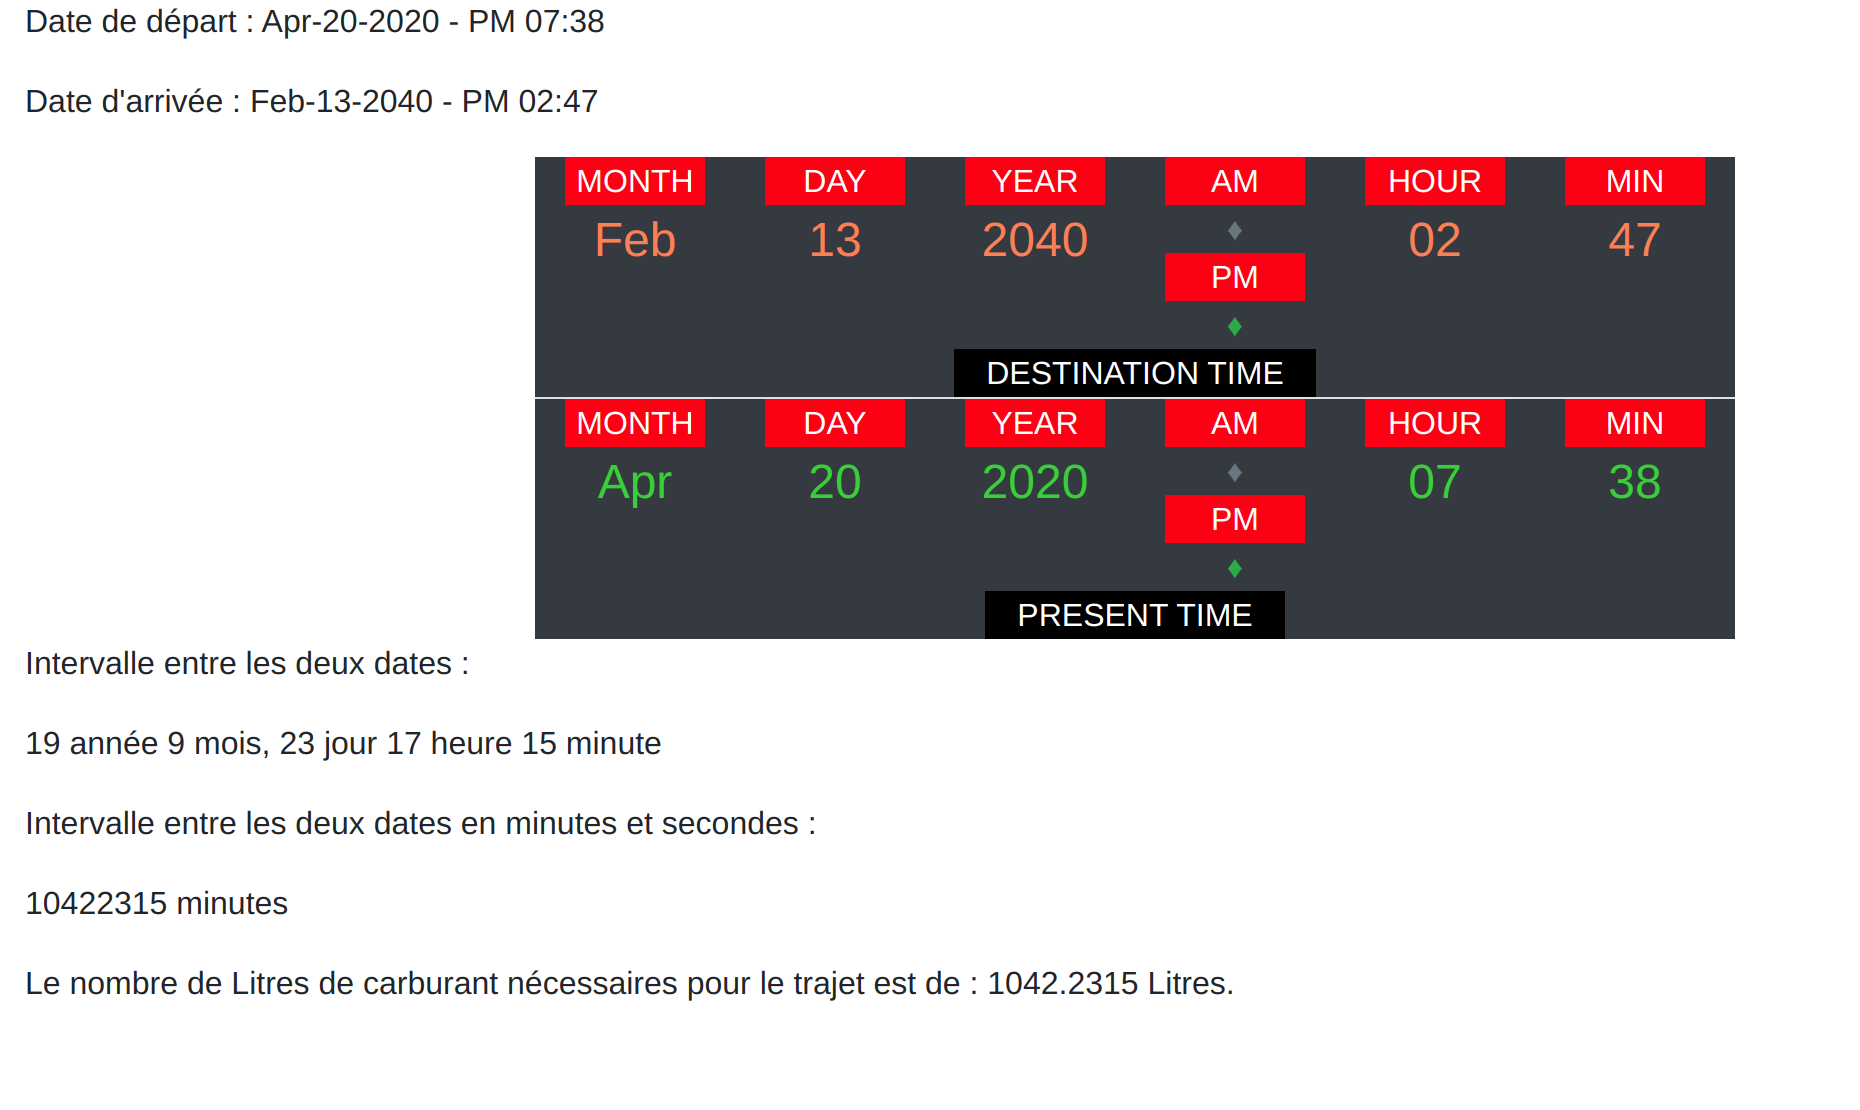 Date de départ : Apr-20-2020 - PM 07:38
Date d'arrivée : Feb-13-2040 - PM 02:47
MONTH DAY YEAR AM HOUR MIN
Feb 13 2040 ♦ 02 47
PM
♦
DESTINATION TIME
MONTH DAY YEAR AM HOUR MIN
Apr 20 2020 ♦ 07 38
PM
♦
PRESENT TIME
Intervalle entre les deux dates :
19 année 9 mois, 23 jour 17 heure 15 minute
Intervalle entre les deux dates en minutes et secondes :
10422315 minutes
Le nombre de Litres de carburant nécessaires pour le trajet est de : 1042.2315 Litres.